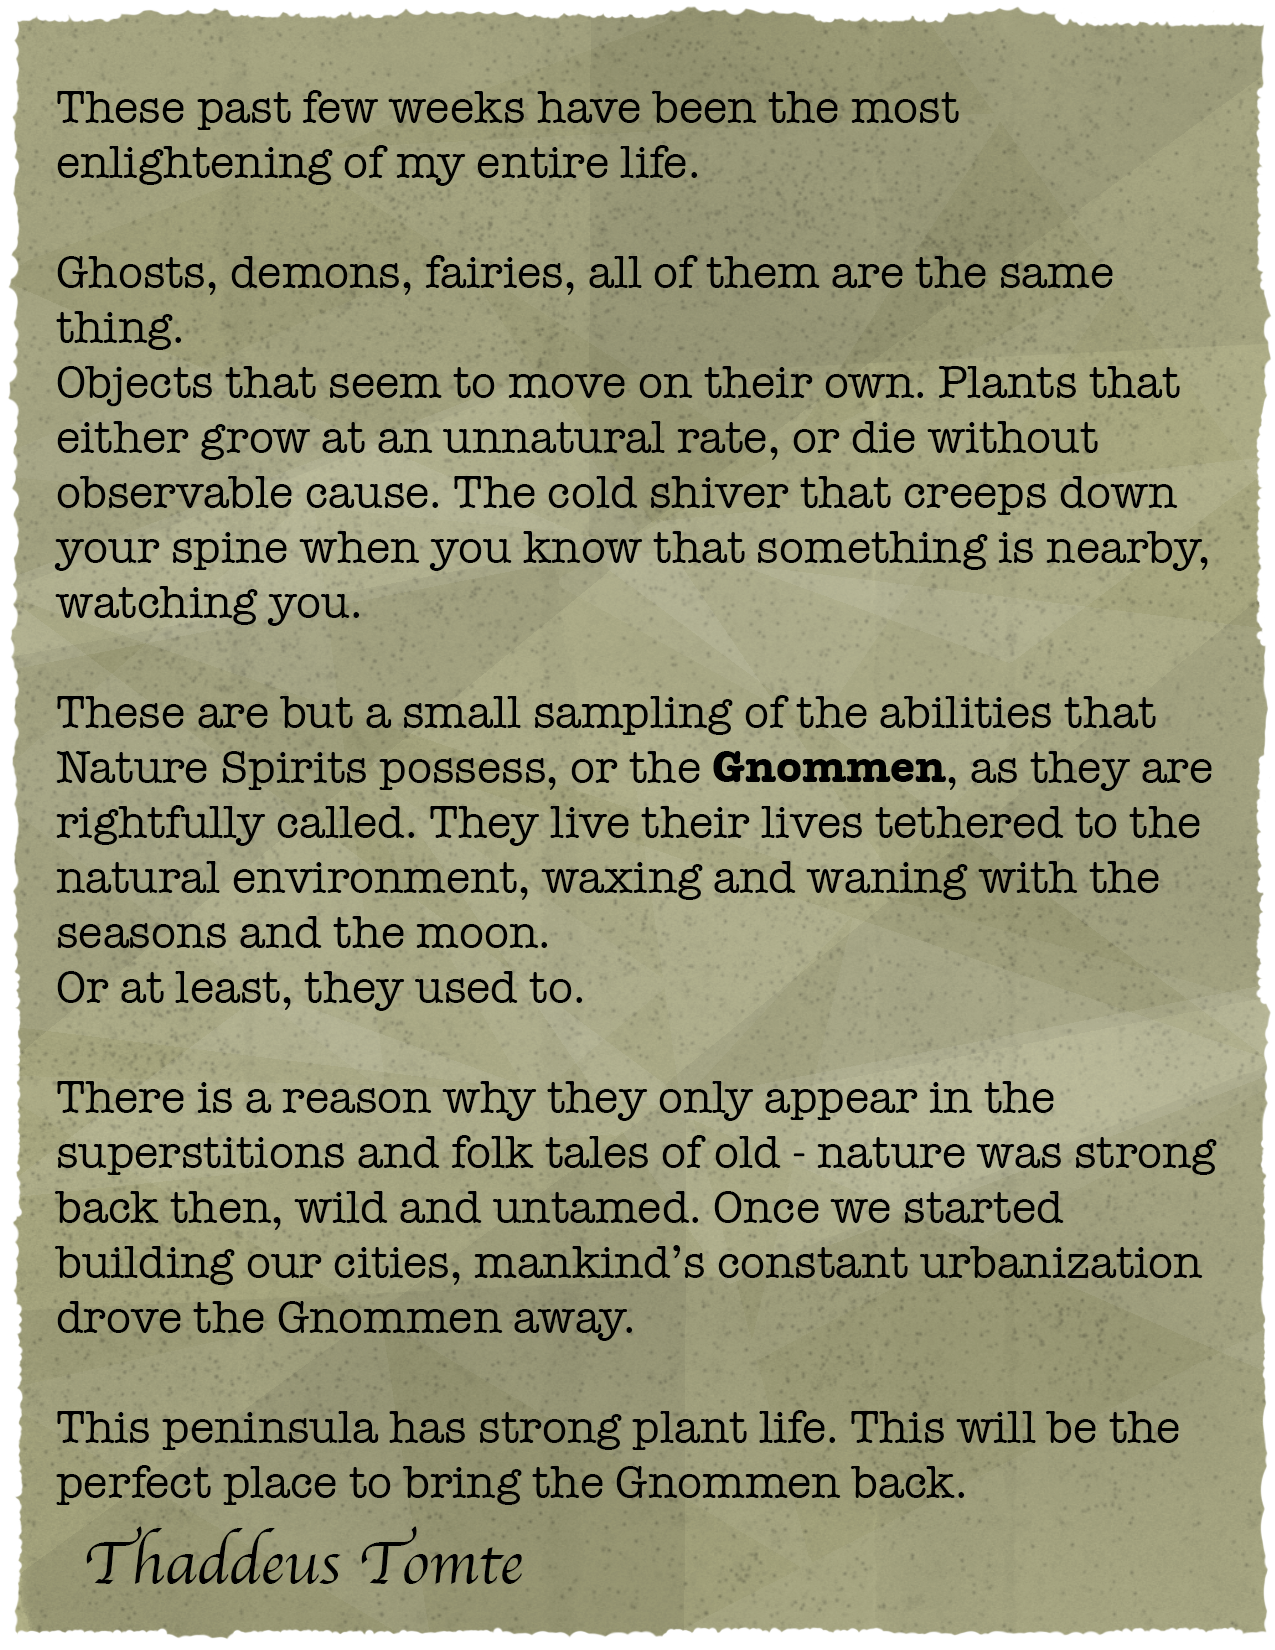 These past few weeks have been the most
enlightening of my entire life.
Ghosts, demons, fairies, all of them are the same
thing.
Objects that seem to move on their own. Plants that
either grow at an unnatural rate, or die without
observable cause. The cold shiver that creeps down
your spine when you know that something is nearby,
watching you.
These are but a small sampling of the abilities that
Nature Spirits possess, or the Gnommen, as they are
rightfully called. They live their lives tethered to the
natural environment, waxing and waning with the
seasons and the moon.
Or at least, they used to.
There is a reason why they only appear in the
superstitions and folk tales of old - nature was strong
back then, wild and untamed. Once we started
building our cities, mankind’s constant urbanization
drove the Gnommen away.
This peninsula has strong plant life. This will be the
perfect place to bring the Gnommen back.
Thaddeus Tomte